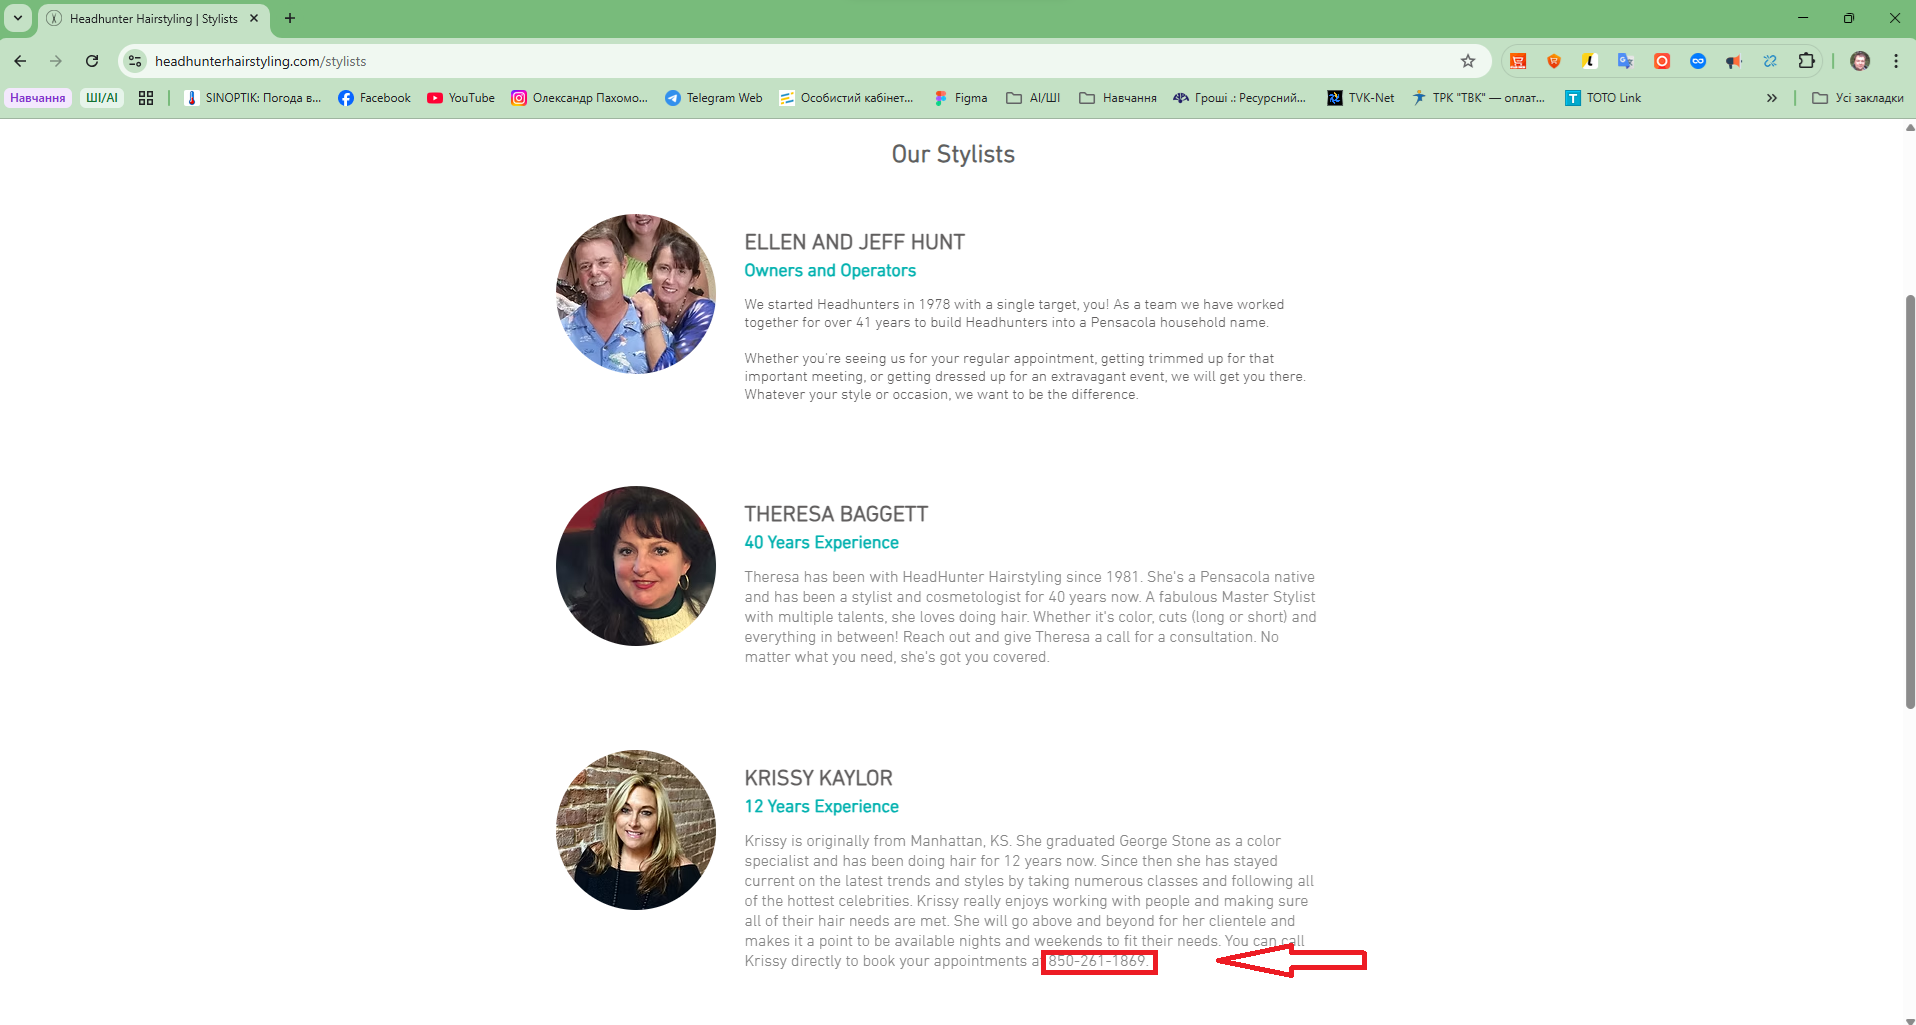 Headhunter Hairstyling | Stylists
headhunterhairstyling.com/stylists
Навчання
ШІ/AI
SINOPTIK: Погода в...
Facebook
YouTube
Олександр Пахомо...
Telegram Web
Особистий кабінет...
Figma
АІ/ШІ
Навчання
Гроші .: Ресурсний...
TVK-Net
ТРК "ТВК" — оплат...
T
TOTO Link
»
Усі закладки
Our Stylists
ELLEN AND JEFF HUNT
Owners and Operators
We started Headhunters in 1978 with a single target, you! As a team we have worked
together for over 41 years to build Headhunters into a Pensacola household name.
Whether you're seeing us for your regular appointment, getting trimmed up for that
important meeting, or getting dressed up for an extravagant event, we will get you there.
Whatever your style or occasion, we want to be the difference.
THERESA BAGGETT
40 Years Experience
Theresa has been with HeadHunter Hairstyling since 1981. She's a Pensacola native
and has been a stylist and cosmetologist for 40 years now. A fabulous Master Stylist
with multiple talents, she loves doing hair. Whether it's color, cuts (long or short) and
everything in between! Reach out and give Theresa a call for a consultation. No
matter what you need, she's got you covered.
KRISSY KAYLOR
12 Years Experience
Krissy is originally from Manhattan, KS. She graduated George Stone as a color
specialist and has been doing hair for 12 years now. Since then she has stayed
current on the latest trends and styles by taking numerous classes and following all
of the hottest celebrities. Krissy really enjoys working with people and making sure
all of their hair needs are met. She will go above and beyond for her clientele and
makes it a point to be available nights and weekends to fit their needs. You can call
Krissy directly to book your appointments at 850-261-1869.